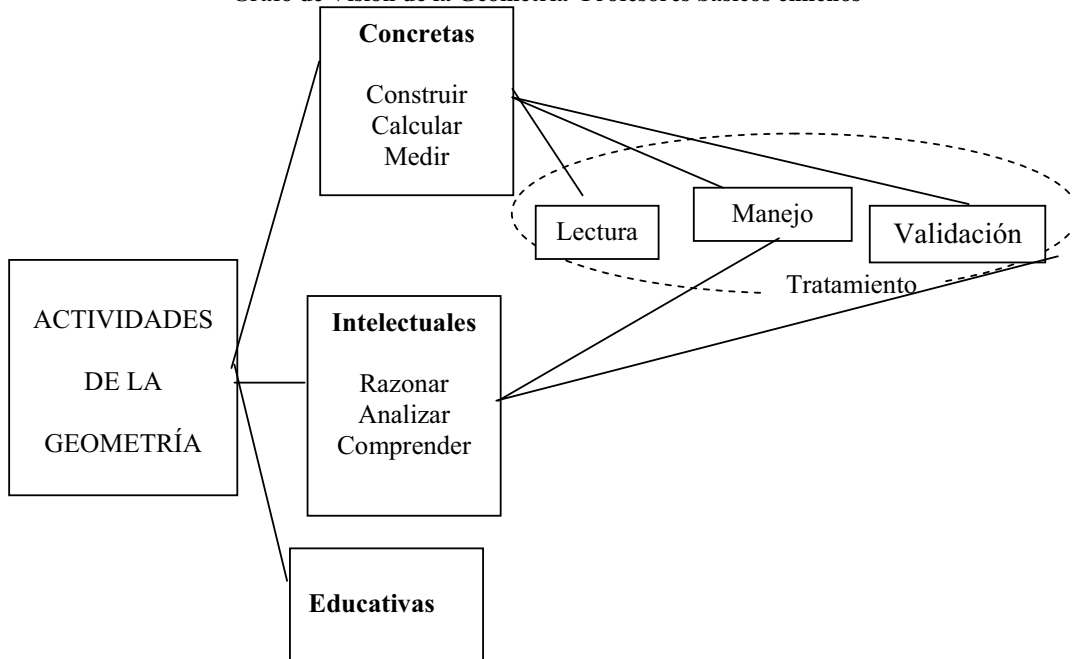 Grafo de Visión de la Geometría Profesores básicos chilenos
Concretas
Construir
Calcular
Medir
Lectura
Manejo
Validación
Tratamiento
ACTIVIDADES
DE LA
GEOMETRÍA
Intelectuales
Razonar
Analizar
Comprender
Educativas